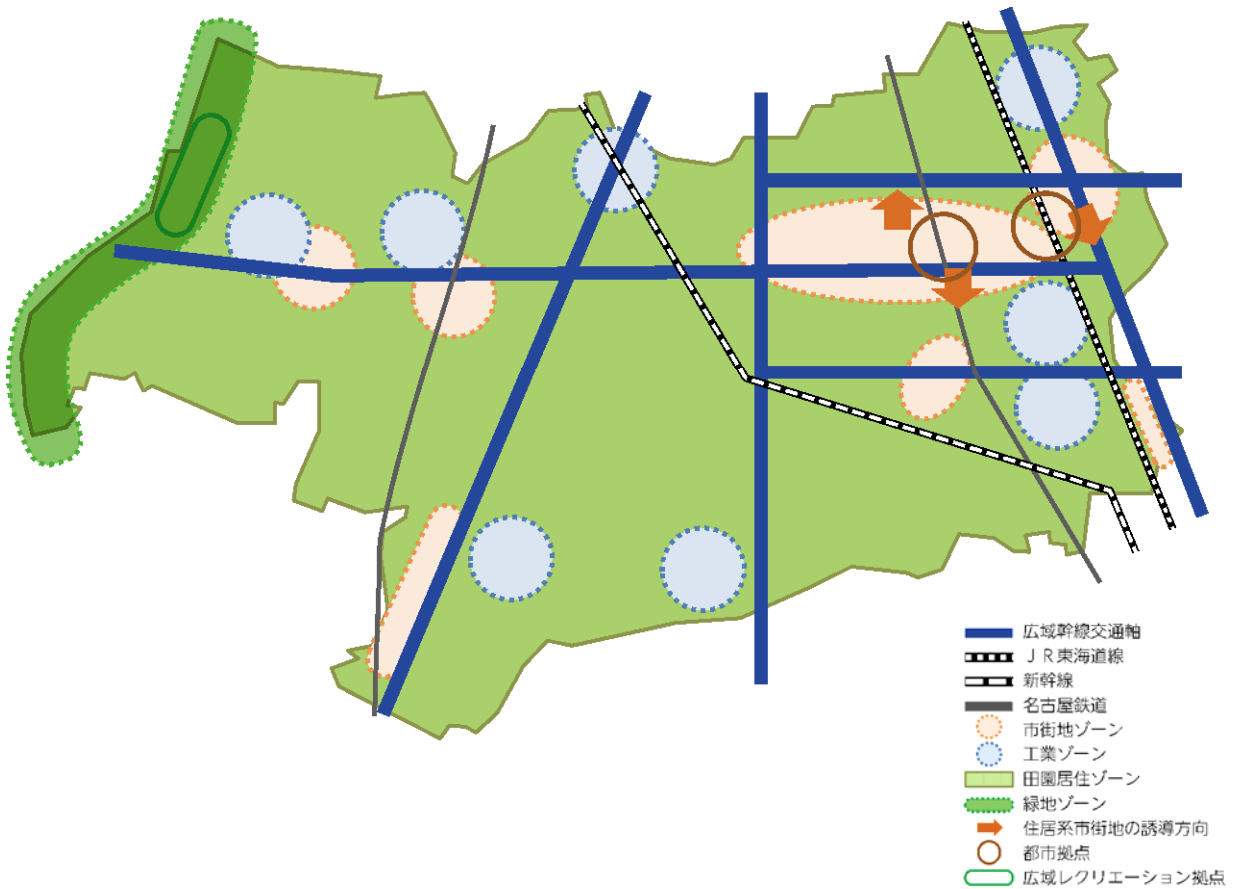 広域幹線交通軸
ＪＲ東海道線
新幹線
名古屋鉄道
市街地ゾーン
工業ゾーン
田園居住ゾーン
緑地ゾーン
住居系市街地の誘導方向
都市拠点
広域レクリエーション拠点